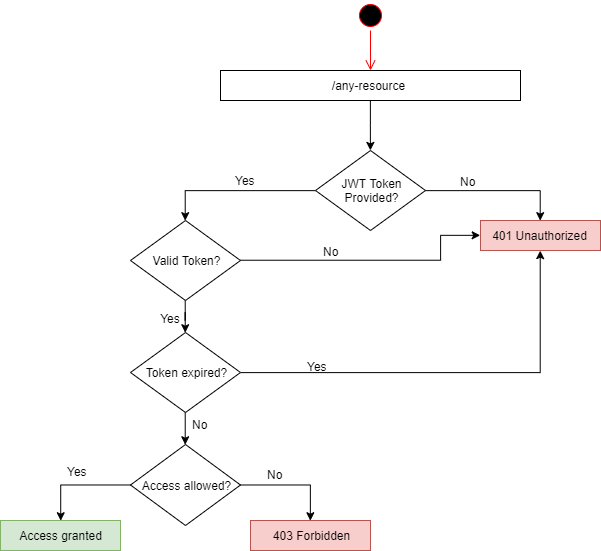 /any-resource
JWT Token
Provided?
Yes
No
401 Unauthorized
Valid Token?
No
Yes
Token expired?
Yes
No
Access allowed?
Yes
No
Access granted
403 Forbidden